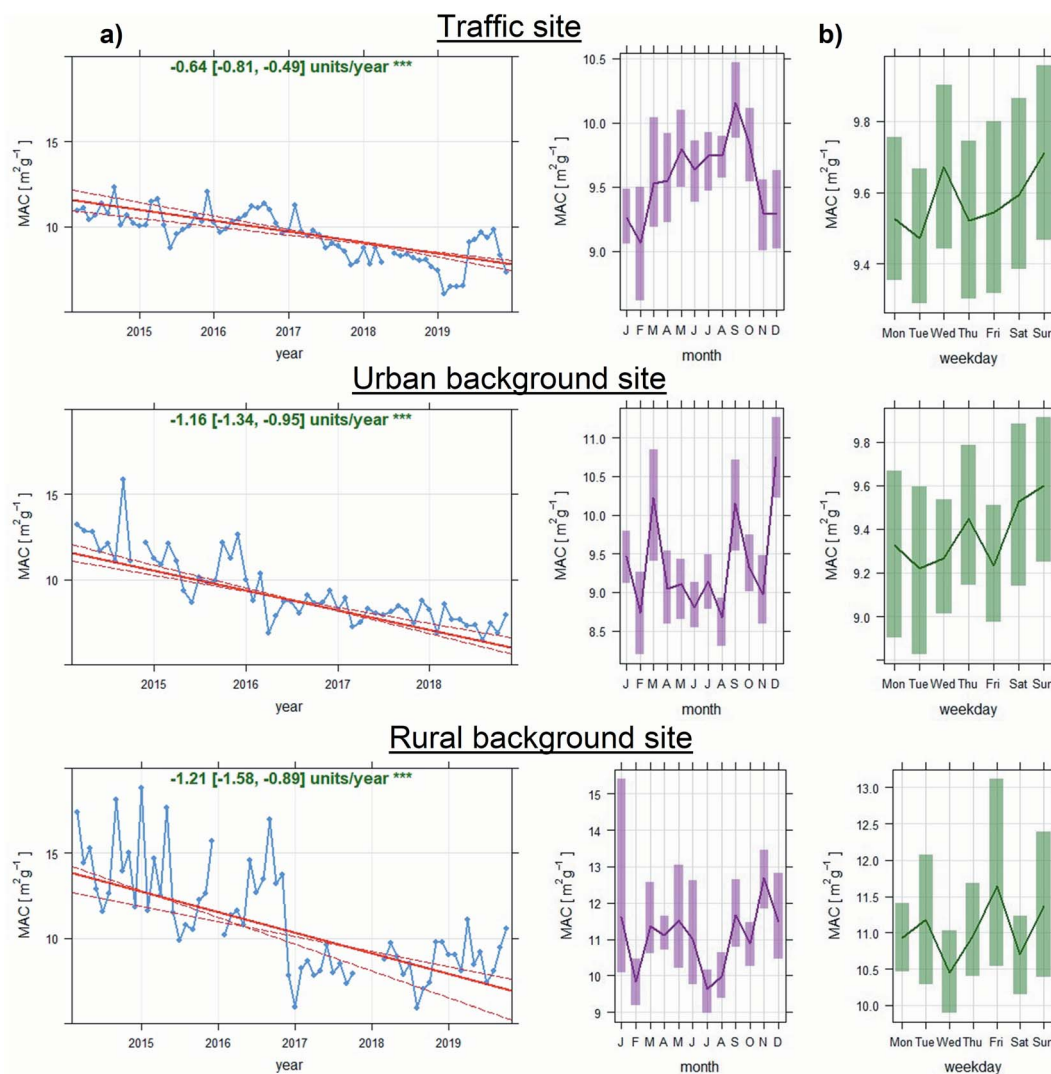 a)
Traffic site
b)
2015 2016 2017 2018 2019
-0.64 [-0.81, -0.49] units/year ***
MAC [ m²g⁻¹ ]
15
10
2015 2016 2017 2018 2019
year
MAC [ m²g⁻¹ ]
10.5
10.0
9.5
9.0
J F M A M J J A S O N D
month
MAC [ m²g⁻¹ ]
9.8
9.6
9.4
Mon Tue Wed Thu Fri Sat Sun
weekday
Urban background site
-1.16 [-1.34, -0.95] units/year ***
MAC [ m²g⁻¹ ]
15
10
2015 2016 2017 2018
year
MAC [ m²g⁻¹ ]
11.0
10.5
10.0
9.5
9.0
8.5
J F M A M J J A S O N D
month
MAC [ m²g⁻¹ ]
9.8
9.6
9.4
9.2
9.0
Mon Tue Wed Thu Fri Sat Sun
weekday
Rural background site
-1.21 [-1.58, -0.89] units/year ***
MAC [ m²g⁻¹ ]
15
10
2015 2016 2017 2018 2019
year
MAC [ m²g⁻¹ ]
15
14
13
12
11
10
9
J F M A M J J A S O N D
month
MAC [ m²g⁻¹ ]
13.0
12.5
12.0
11.5
11.0
10.5
10.0
Mon Tue Wed Thu Fri Sat Sun
weekday